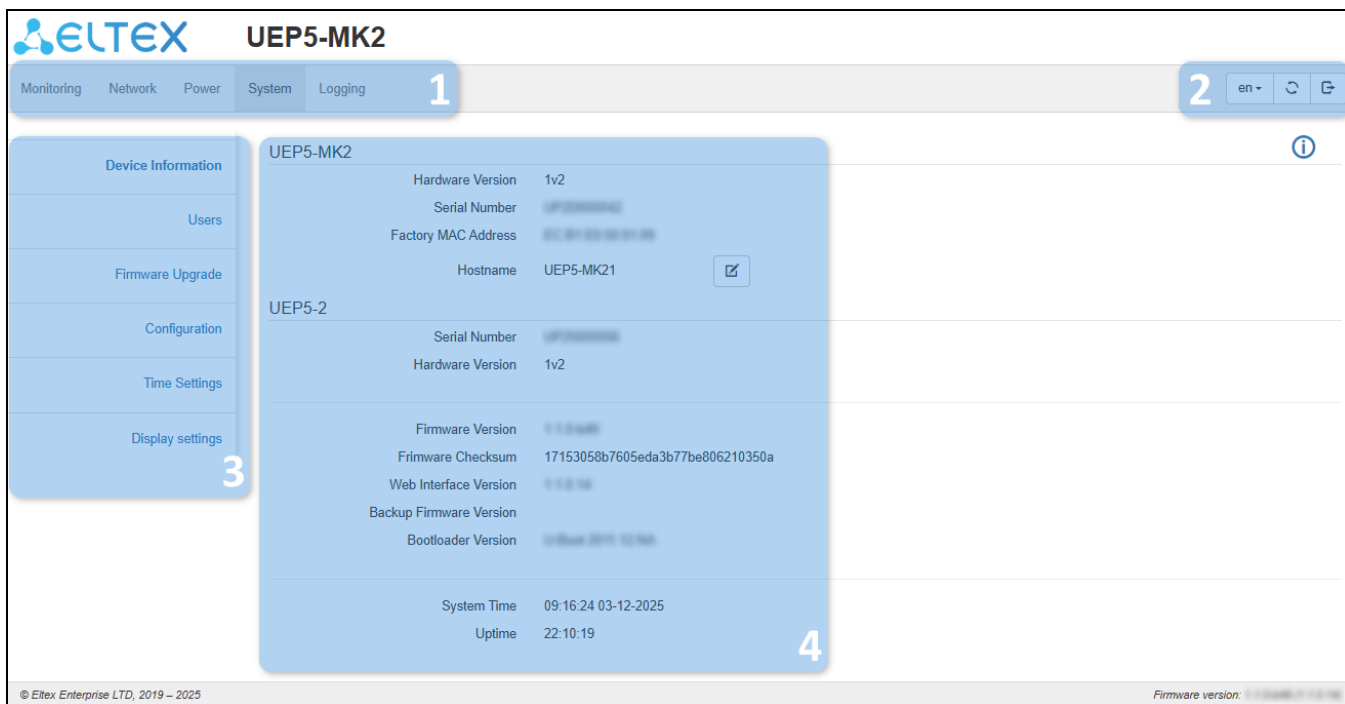 ELTEX UEP5-MK2
Monitoring Network Power System Logging 1 2 en
Device Information
Users
Firmware Upgrade
Configuration
Time Settings
Display settings
3
UEP5-MK2
Hardware Version 1v2
Serial Number
Factory MAC Address
Hostname UEP5-MK21
UEP5-2
Serial Number
Hardware Version 1v2
Firmware Version
Frimware Checksum 17153058b7605eda3b77be806210350a
Web Interface Version
Backup Firmware Version
Bootloader Version
System Time 09:16:24 03-12-2025
Uptime 22:10:19
4
© Eltex Enterprise LTD, 2019 – 2025 Firmware version: